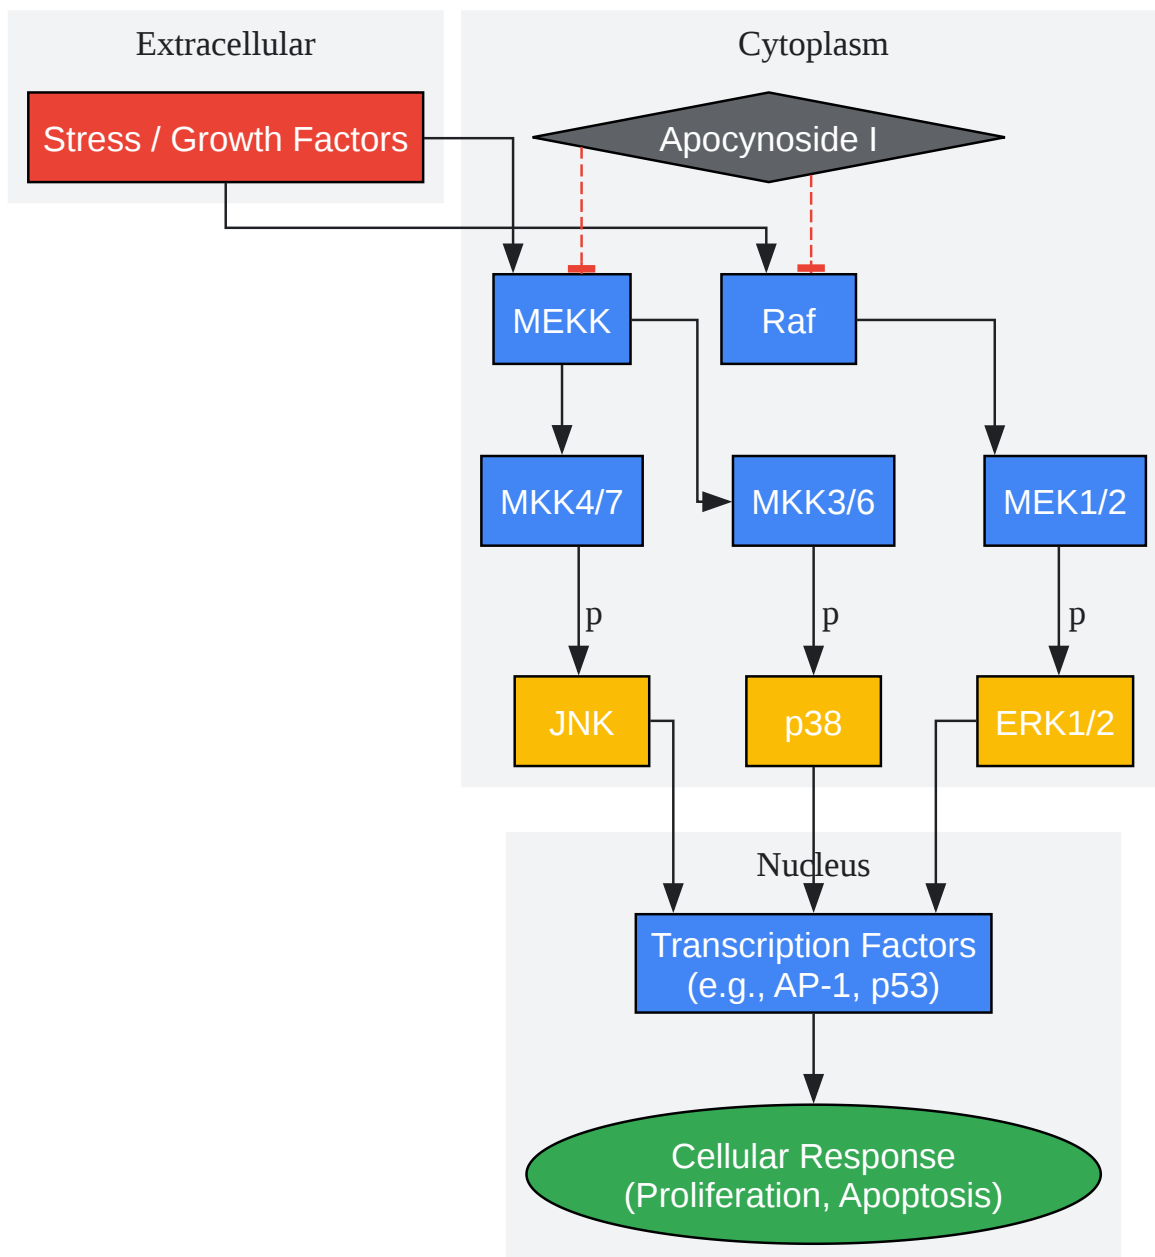 Extracellular
Cytoplasm
Stress / Growth Factors
Apocynoside I
MEKK
Raf
MKK4/7
MKK3/6
MEK1/2
p
p
p
JNK
p38
ERK1/2
Nucleus
Transcription Factors
(e.g., AP-1, p53)
Cellular Response
(Proliferation, Apoptosis)